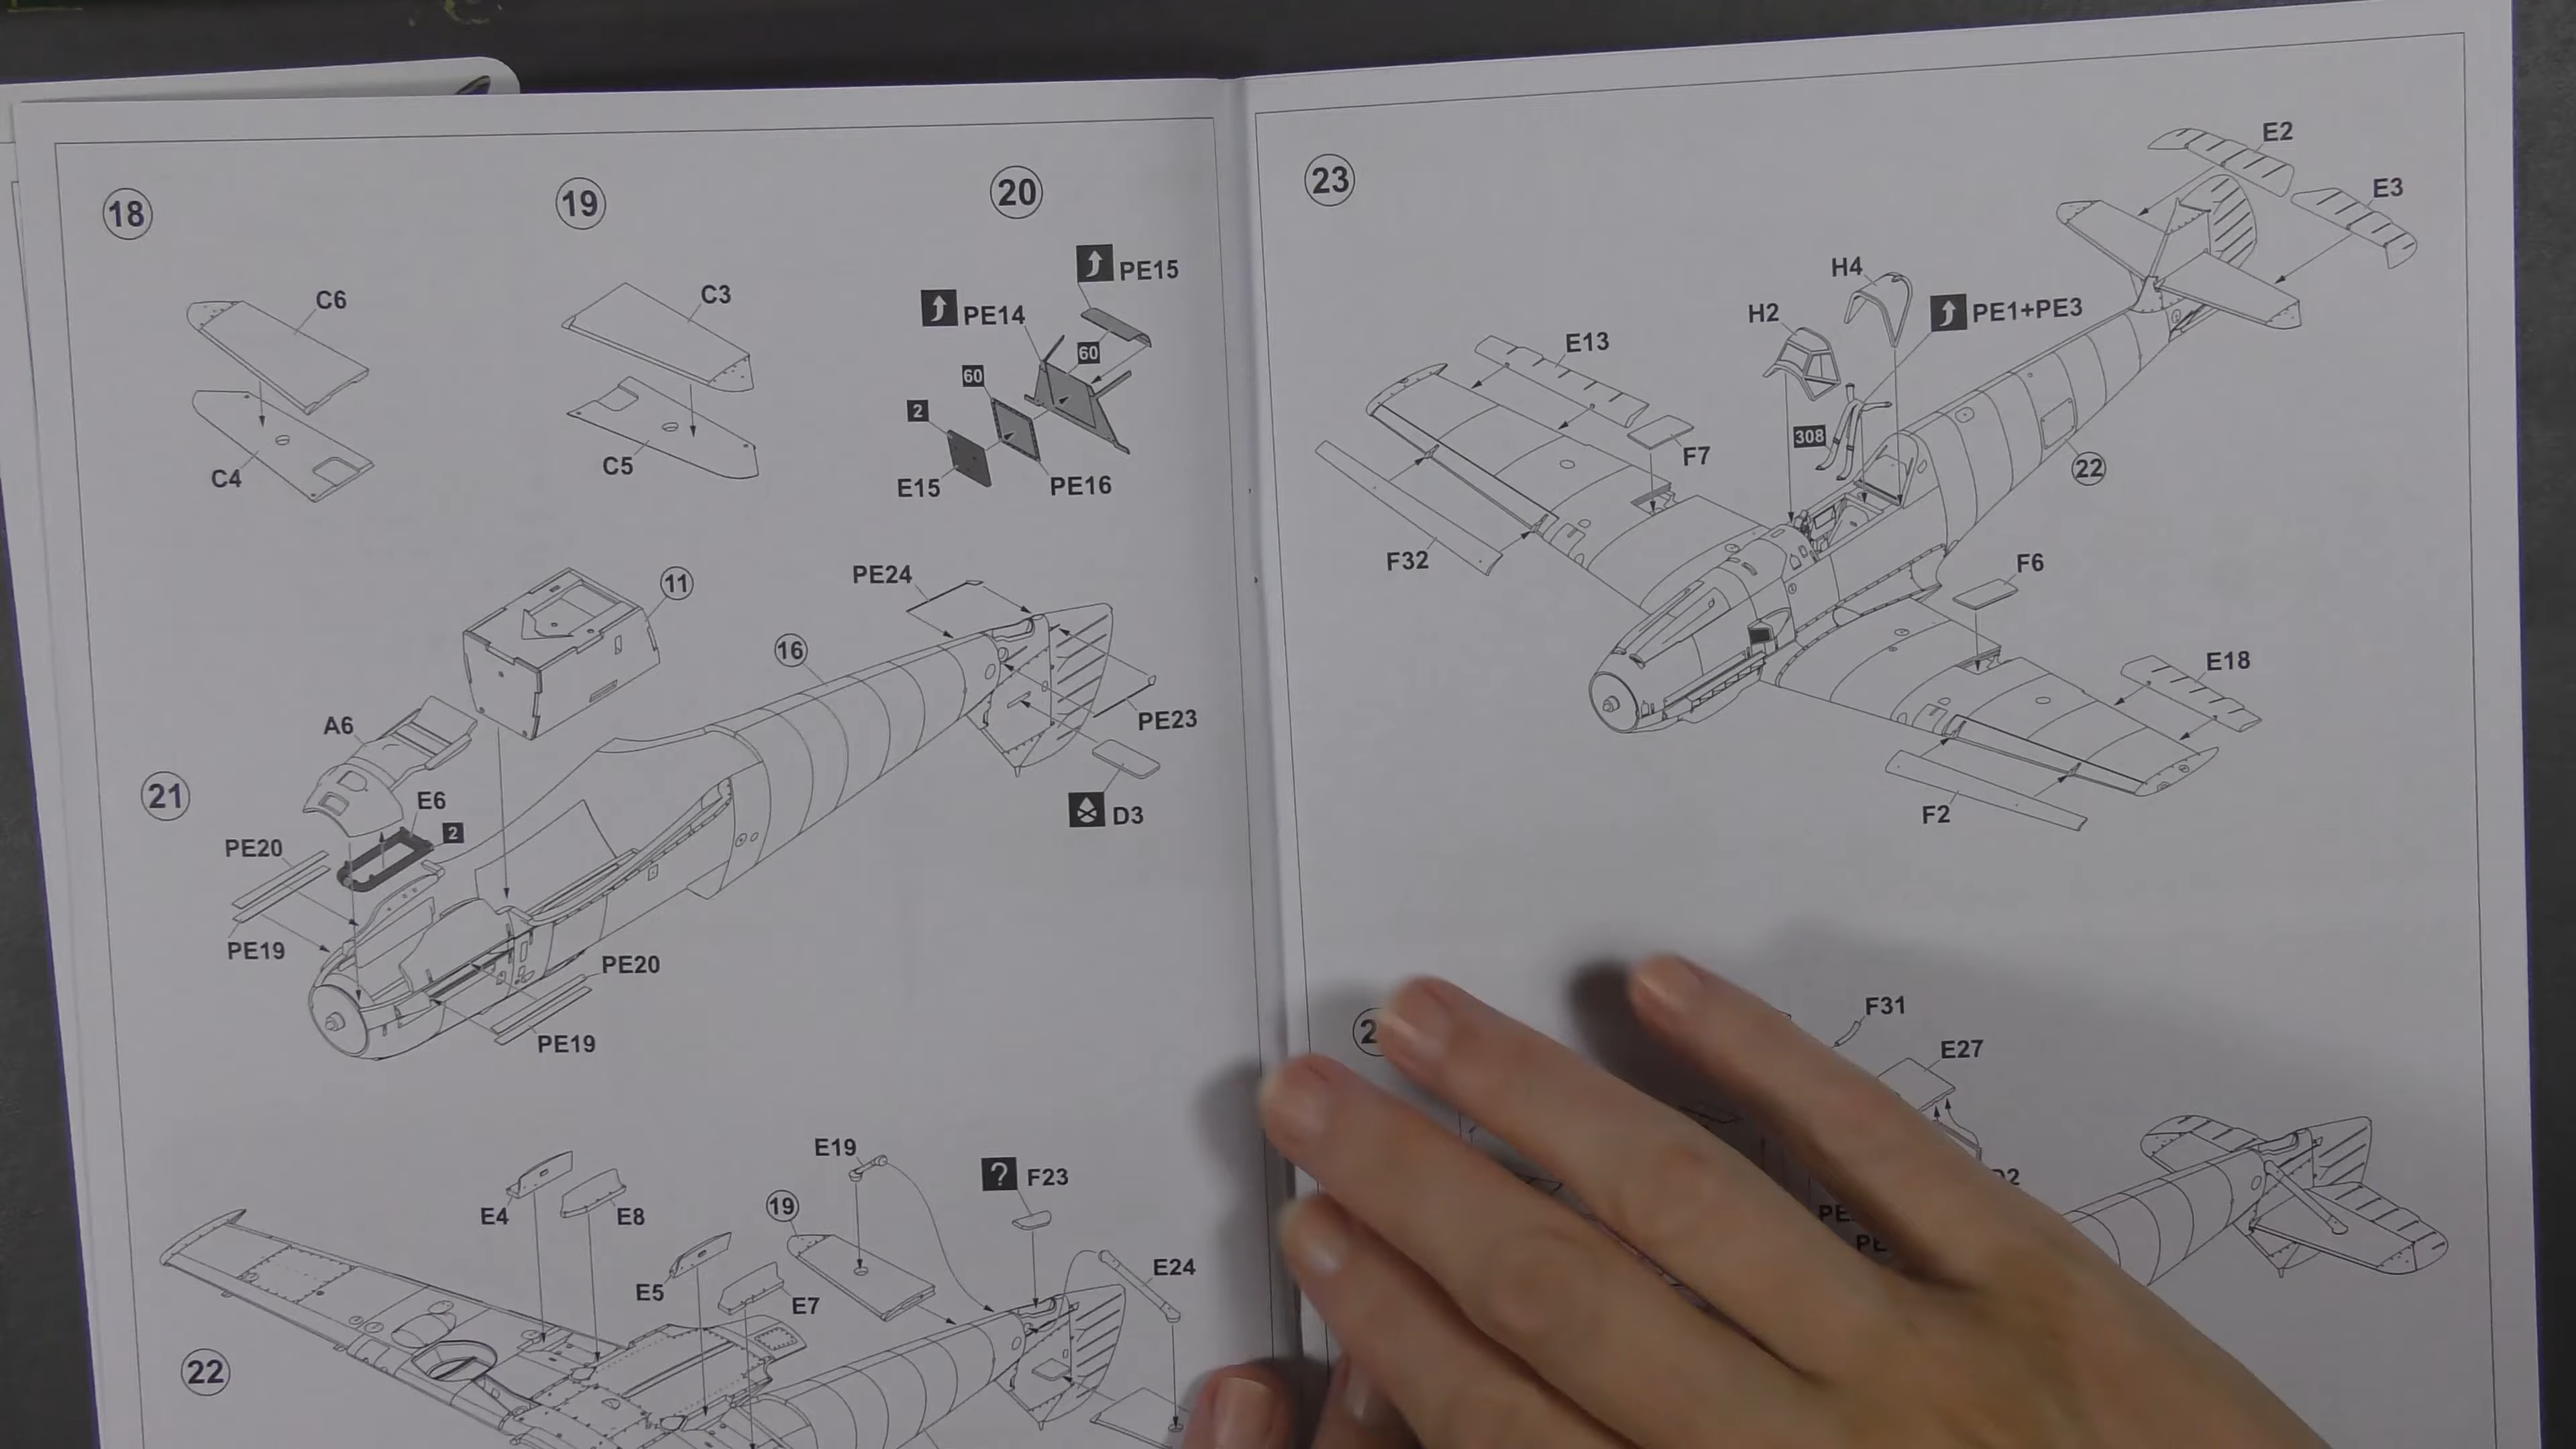 18
19
20
C6
C4
C3
C5
PE15
PE14
60
60
2
E15
PE16
21
11
16
PE24
A6
E6
2
PE20
PE19
PE20
PE19
PE23
D3
22
E4
E8
E5
E7
19
E19
? F23
E24
23
E2
E3
H4
H2
PE1+PE3
308
E13
F7
F32
22
F6
E18
F2
F31
E27